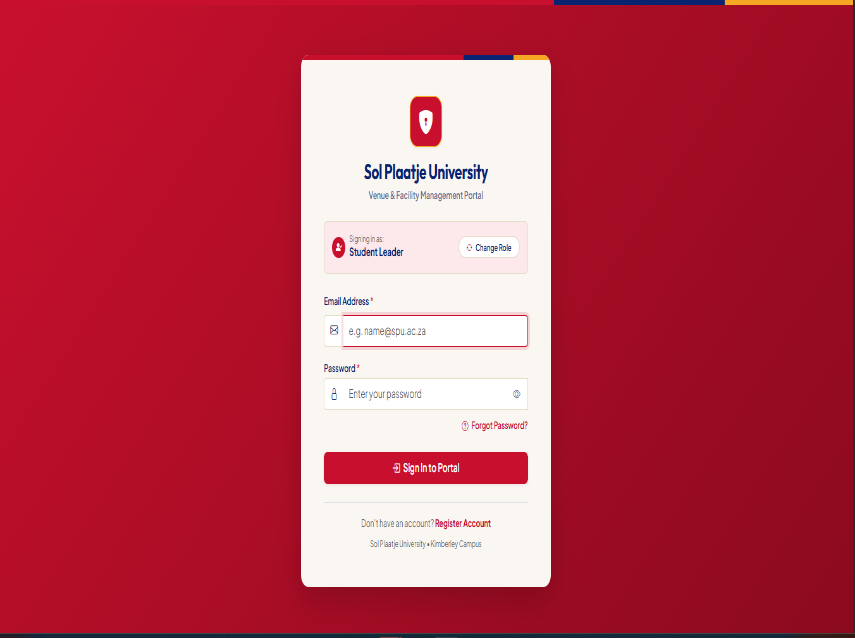 Sol Plaatje University
Venue & Facility Management Portal
Signing in as:
Student Leader
Change Role
Email Address *
e.g. name@spu.ac.za
Password *
Enter your password
Forgot Password?
Sign In to Portal
Don't have an account? Register Account
Sol Plaatje University • Kimberley Campus